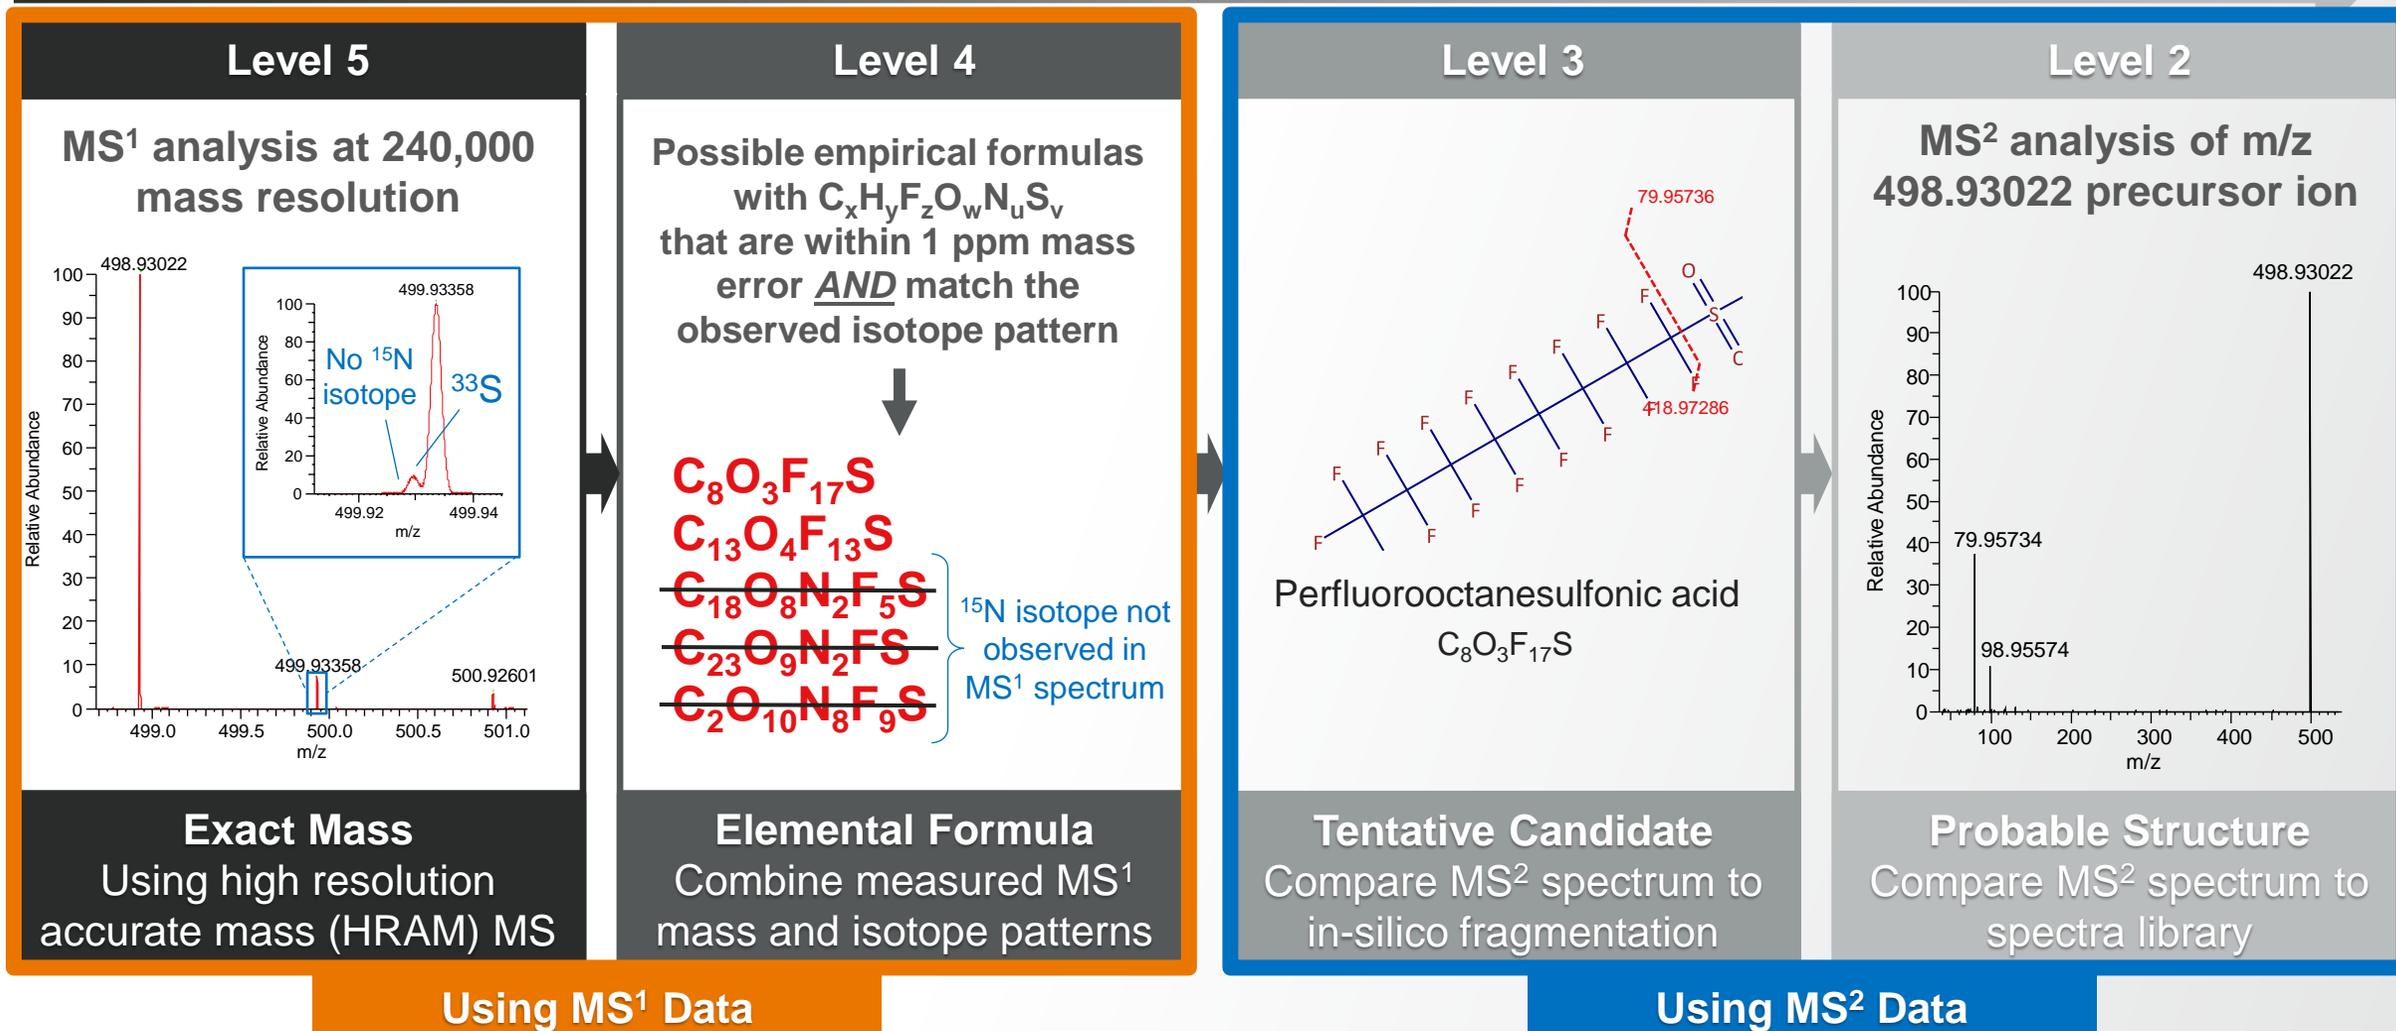 Level 5
MS¹ analysis at 240,000
mass resolution
498.93022
100
90
80
70
60
50
40
30
20
10
0
Relative Abundance
499.93358
100
80
60
40
20
0
Relative Abundance
No ¹⁵N
isotope
³³S
499.92
499.94
m/z
499.93358
500.92601
499.0
499.5
500.0
500.5
501.0
m/z
Exact Mass
Using high resolution
accurate mass (HRAM) MS
Level 4
Possible empirical formulas
with CₓHᵧF_zO_wN_uS_v
that are within 1 ppm mass
error AND match the
observed isotope pattern
C₈O₃F₁₇S
C₁₃O₄F₁₃S
C₁₈O₈N₂F₅S
C₂₃O₉N₂FS
C₂O₁₀N₈F₉S
¹⁵N isotope not
observed in
MS¹ spectrum
Elemental Formula
Combine measured MS¹
mass and isotope patterns
Using MS¹ Data
Level 3
79.95736
O
F
S
F
O
F
F
F
418.97286
F
F
F
F
F
F
F
F
F
F
F
F
Perfluorooctanesulfonic acid
C₈O₃F₁₇S
Tentative Candidate
Compare MS² spectrum to
in-silico fragmentation
Level 2
MS² analysis of m/z
498.93022 precursor ion
498.93022
100
90
80
70
60
50
40
30
20
10
0
Relative Abundance
79.95734
98.95574
100
200
300
400
500
m/z
Probable Structure
Compare MS² spectrum to
spectra library
Using MS² Data